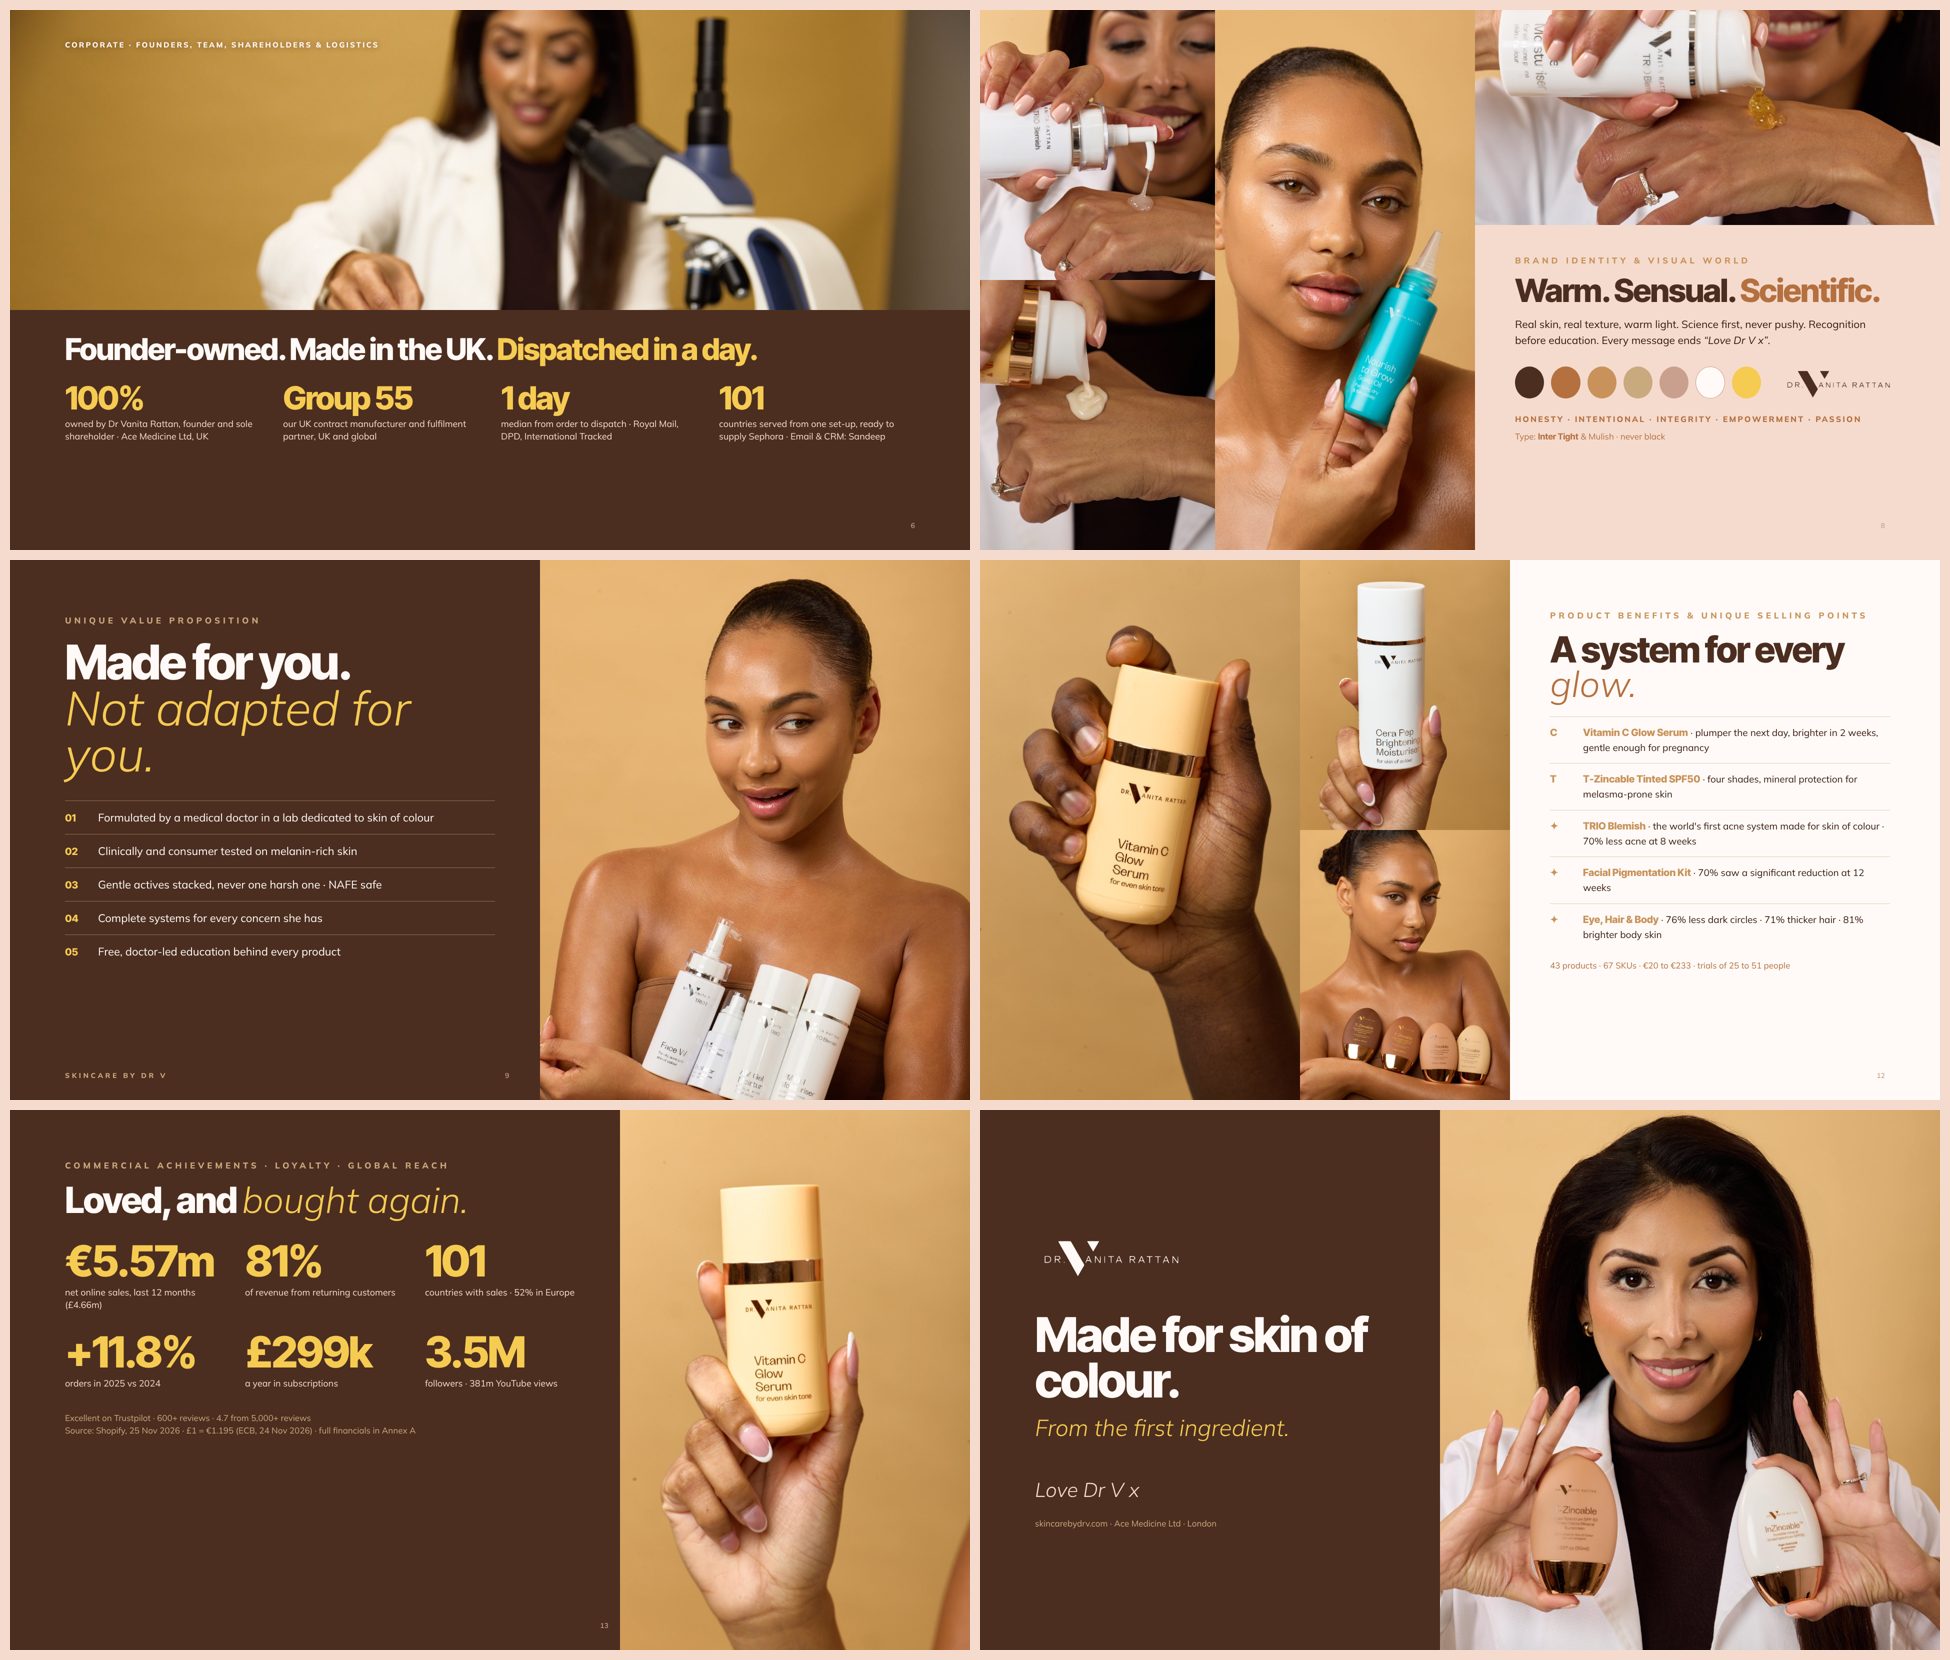 CORPORATE · FOUNDERS, TEAM, SHAREHOLDERS & LOGISTICS
Founder-owned. Made in the UK. Dispatched in a day.
100%
owned by Dr Vanita Rattan, founder and sole
shareholder · Ace Medicine Ltd, UK
Group 55
our UK contract manufacturer and fulfilment
partner, UK and global
1 day
median from order to dispatch · Royal Mail,
DPD, International Tracked
101
countries served from one set-up, ready to
supply Sephora · Email & CRM: Sandeep
6
Nourish
to Grow
BRAND IDENTITY & VISUAL WORLD
Warm. Sensual. Scientific.
Real skin, real texture, warm light. Science first, never pushy. Recognition
before education. Every message ends “Love Dr V x”.
DR. VANITA RATTAN
HONESTY · INTENTIONAL · INTEGRITY · EMPOWERMENT · PASSION
Type: Inter Tight & Mulish · never black
8
UNIQUE VALUE PROPOSITION
Made for you.
Not adapted for
you.
01 Formulated by a medical doctor in a lab dedicated to skin of colour
02 Clinically and consumer tested on melanin-rich skin
03 Gentle actives stacked, never one harsh one · NAFE safe
04 Complete systems for every concern she has
05 Free, doctor-led education behind every product
SKINCARE BY DR V
9
DR. VANITA RATTAN
Vitamin C
Glow
Serum
for even skin tone
DR. VANITA RATTAN
Cera Pep
Brightening
Moisturiser
for skin of colour
PRODUCT BENEFITS & UNIQUE SELLING POINTS
A system for every
glow.
C Vitamin C Glow Serum · plumper the next day, brighter in 2 weeks,
gentle enough for pregnancy
T T-Zincable Tinted SPF50 · four shades, mineral protection for
melasma-prone skin
✦ TRIO Blemish · the world's first acne system made for skin of colour ·
70% less acne at 8 weeks
✦ Facial Pigmentation Kit · 70% saw a significant reduction at 12
weeks
✦ Eye, Hair & Body · 76% less dark circles · 71% thicker hair · 81%
brighter body skin
43 products · 67 SKUs · €20 to €233 · trials of 25 to 51 people
12
COMMERCIAL ACHIEVEMENTS · LOYALTY · GLOBAL REACH
Loved, and bought again.
€5.57m
net online sales, last 12 months
(£4.66m)
81%
of revenue from returning customers
101
countries with sales · 52% in Europe
+11.8%
orders in 2025 vs 2024
£299k
a year in subscriptions
3.5M
followers · 381m YouTube views
Excellent on Trustpilot · 600+ reviews · 4.7 from 5,000+ reviews
Source: Shopify, 25 Nov 2026 · £1 = €1.195 (ECB, 24 Nov 2026) · full financials in Annex A
13
DR. VANITA RATTAN
Vitamin C
Glow
Serum
for even skin tone
DR. VANITA RATTAN
Made for skin of
colour.
From the first ingredient.
Love Dr V x
skincarebydrv.com · Ace Medicine Ltd · London
InZincable